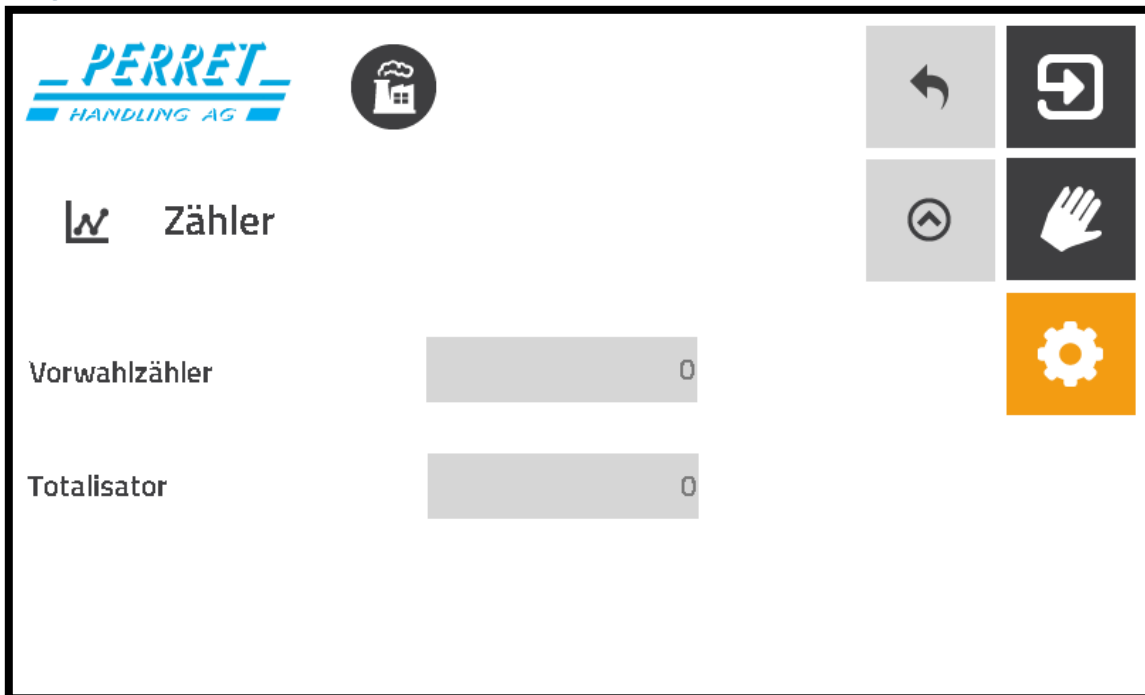 PERRET
HANDLING AG
Zähler
Vorwahlzähler 0
Totalisator 0